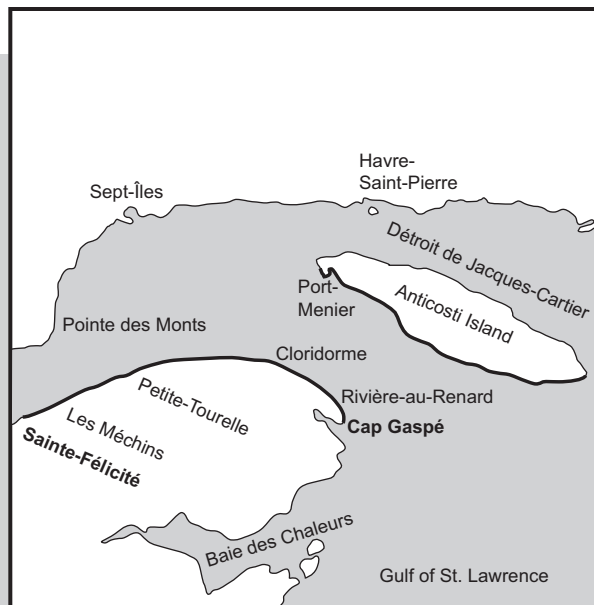 Havre-
Saint-Pierre
Sept-Îles
Détroit de Jacques-Cartier
Port-
Menier
Anticosti Island
Pointe des Monts
Cloridorme
Petite-Tourelle
Rivière-au-Renard
Les Méchins
Cap Gaspé
Sainte-Félicité
Baie des Chaleurs
Gulf of St. Lawrence